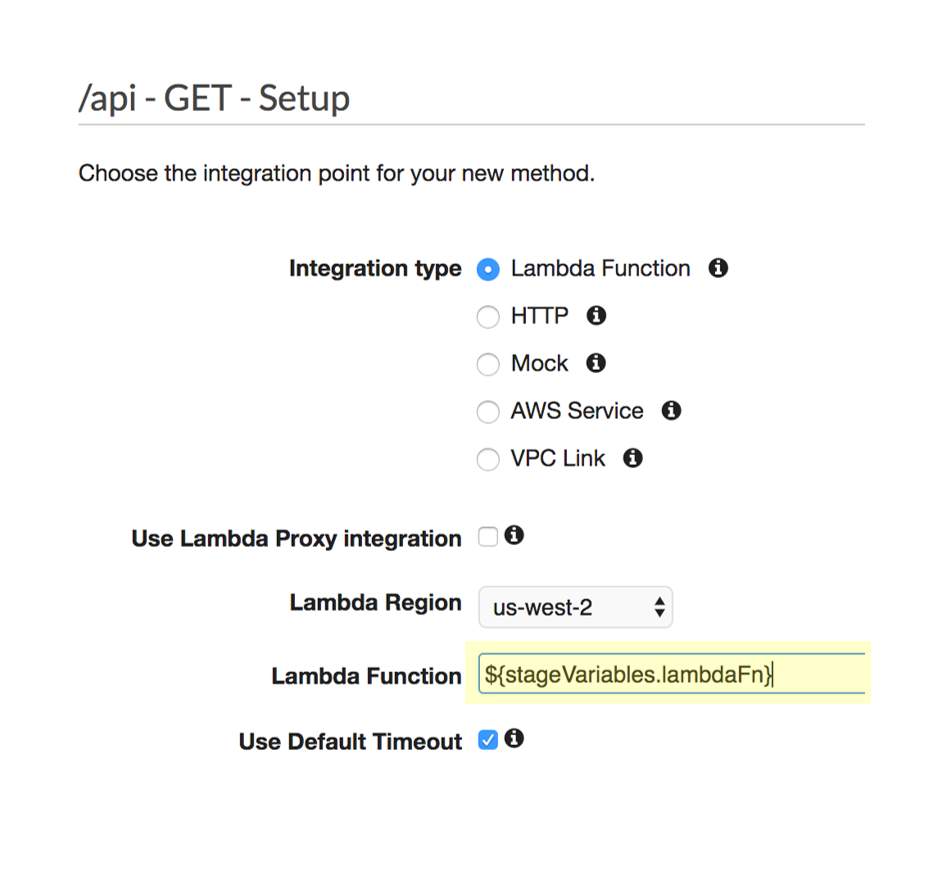 /api - GET - Setup
Choose the integration point for your new method.
Integration type Lambda Function
HTTP
Mock
AWS Service
VPC Link
Use Lambda Proxy integration
Lambda Region us-west-2
Lambda Function ${stageVariables.lambdaFn}
Use Default Timeout